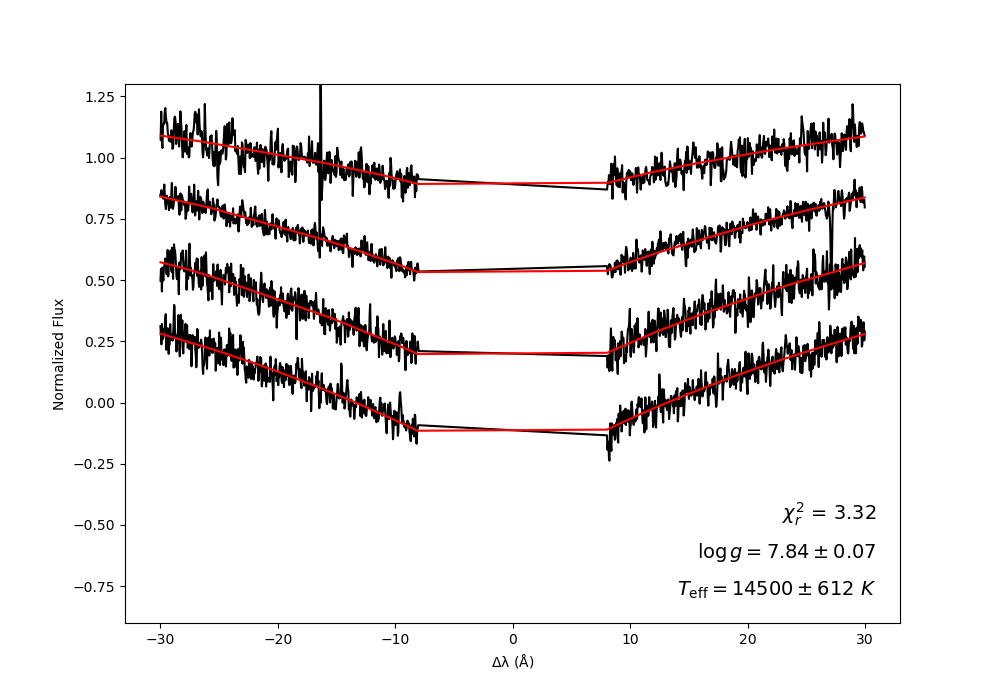 1.25
1.00
0.75
0.50
0.25
0.00
−0.25
−0.50
−0.75
Normalized Flux
χ²ᵣ = 3.32
log g = 7.84 ± 0.07
T_eff = 14500 ± 612 K
−30 −20 −10 0 10 20 30
Δλ (Å)